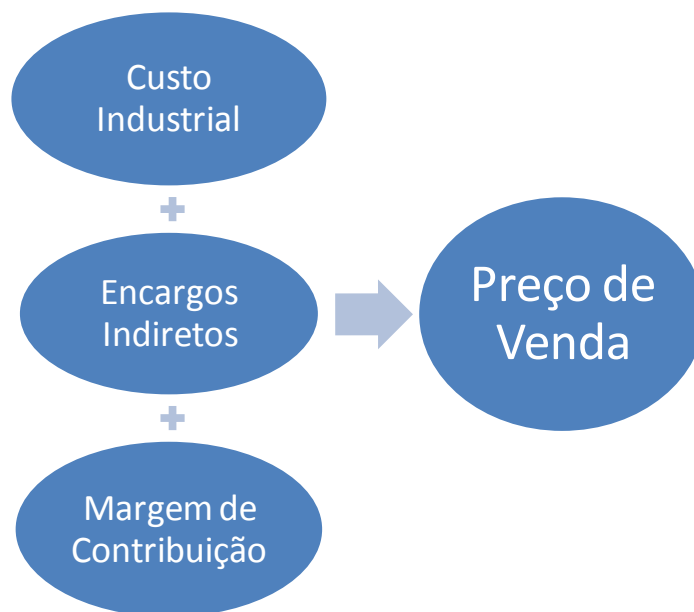 Custo
Industrial
+
Encargos
Indiretos
+
Margem de
Contribuição
Preço de
Venda